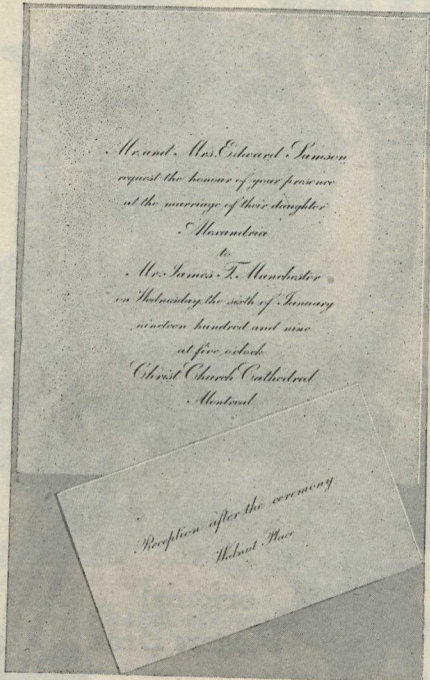 Mr. and Mrs. Edward Samson
request the honour of your presence
at the marriage of their daughter
Alexandria
to
Mr. James T. Manchester
on Wednesday the sixth of January
nineteen hundred and nine
at five o'clock
Christ Church Cathedral
Montreal
Reception after the ceremony
Walnut Place